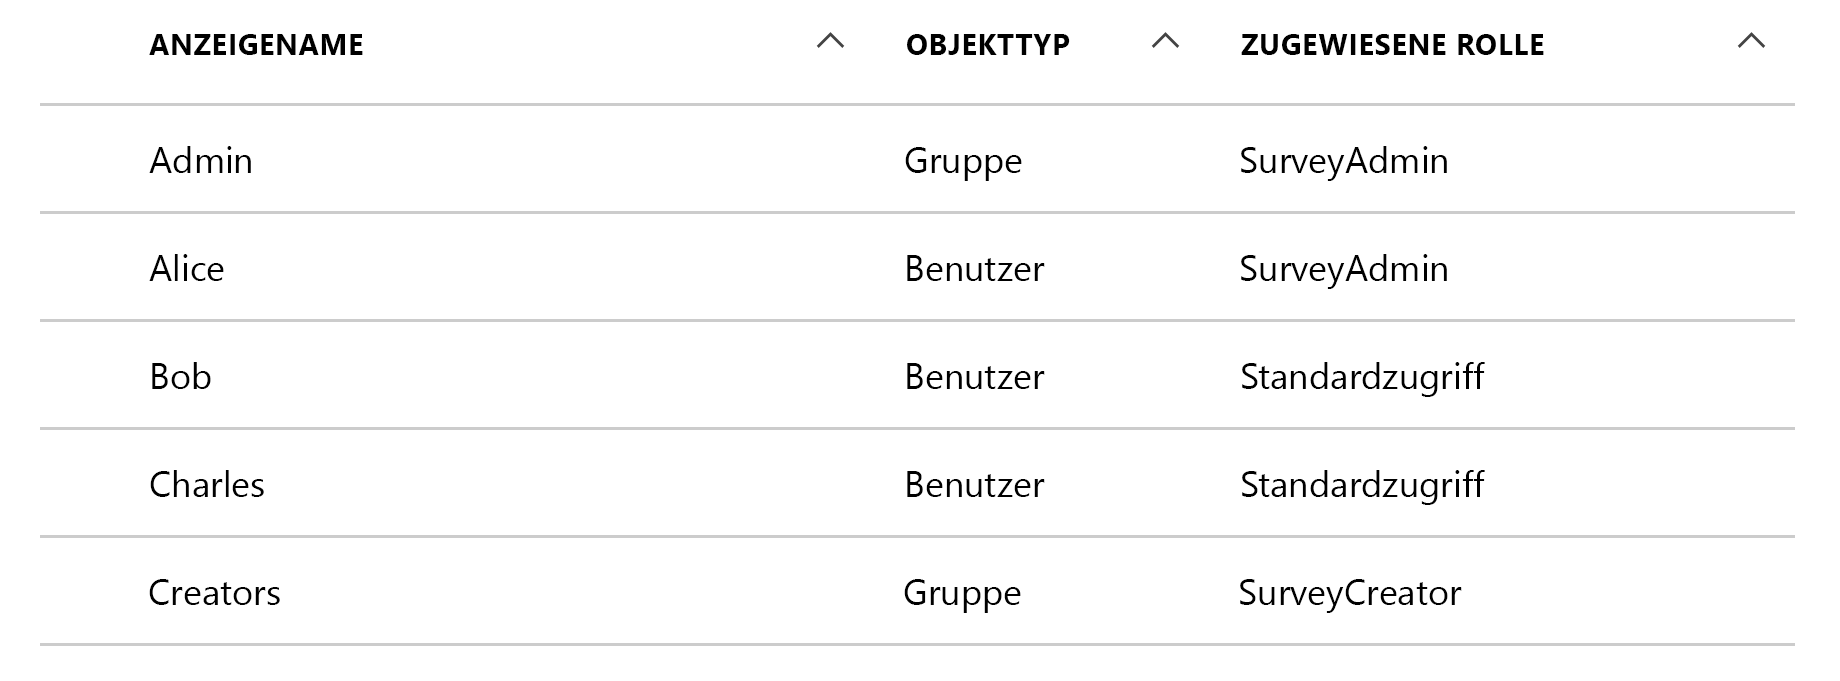 ANZEIGENAME OBJEKTTYP ZUGEWIESENE ROLLE
Admin Gruppe SurveyAdmin
Alice Benutzer SurveyAdmin
Bob Benutzer Standardzugriff
Charles Benutzer Standardzugriff
Creators Gruppe SurveyCreator